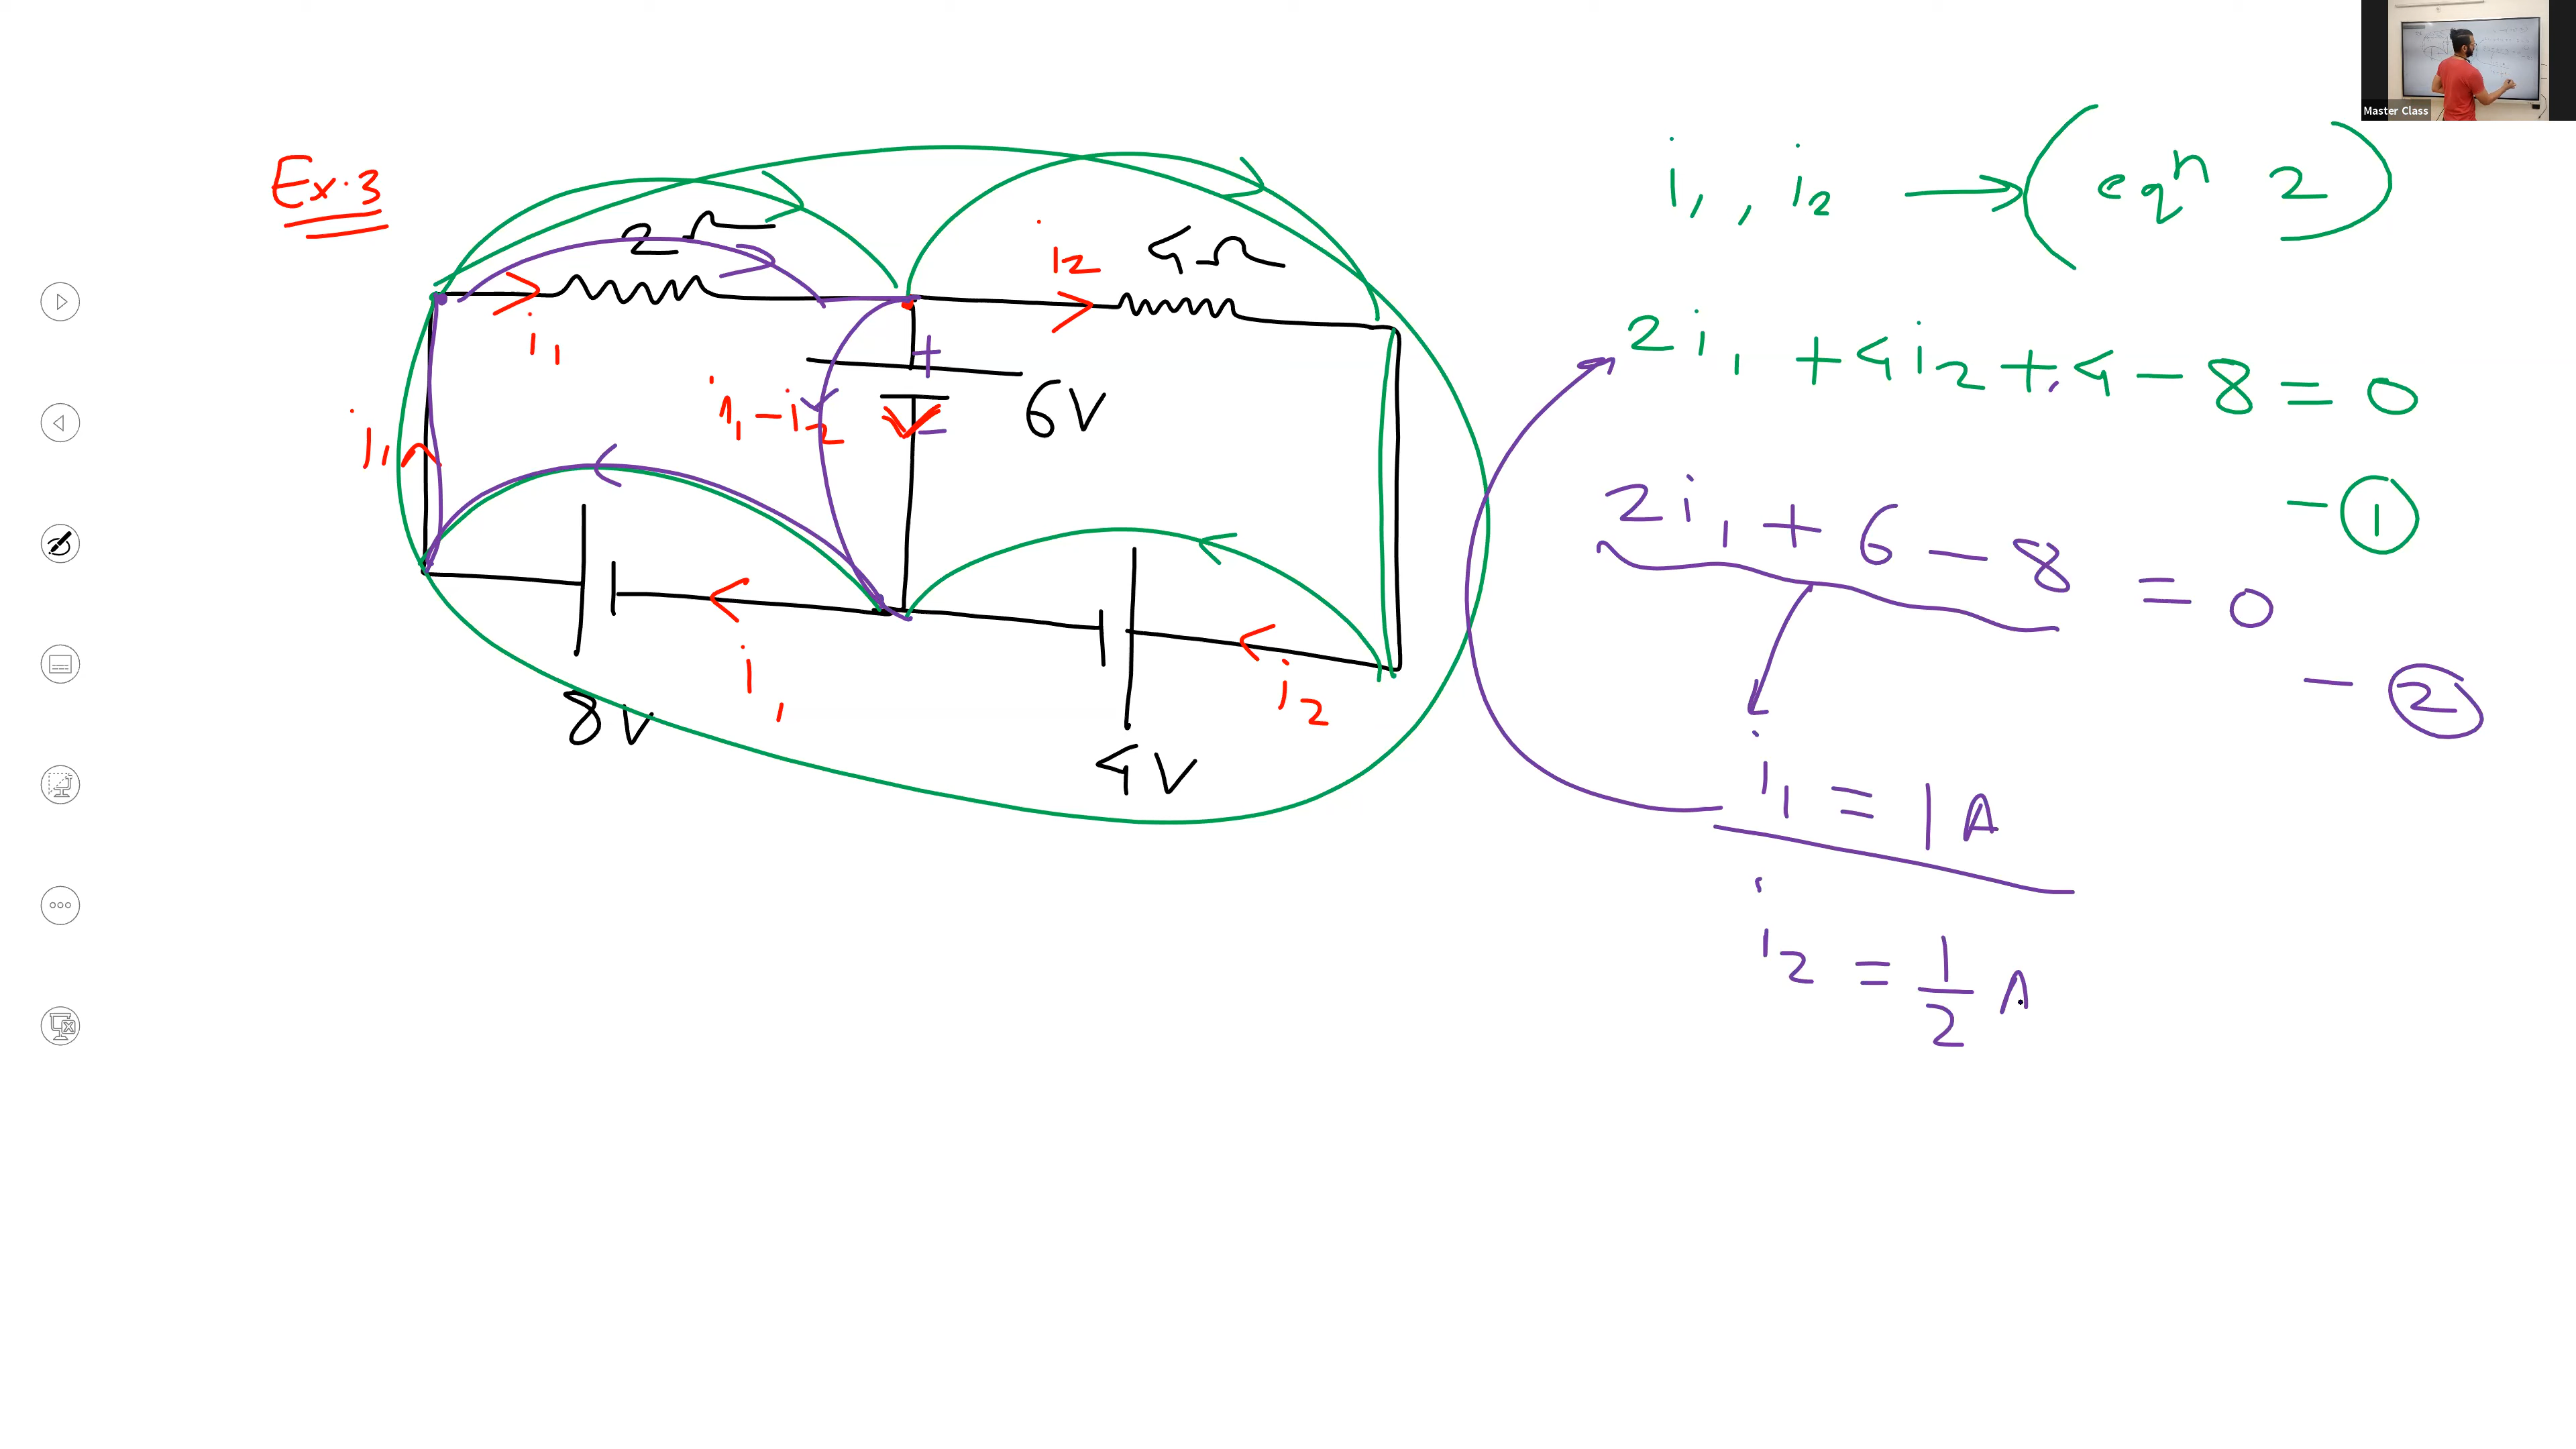 Master Class
Ex.3
i₁, i₂ → (eqⁿ 2)
2Ω
i₂
4Ω
i₁
2i₁ + 4i₂ + 4 - 8 = 0
- ①
+
i₁ - i₂
-
6V
i₁
2i₁ + 6 - 8 = 0
- ②
i₁
i₂
8V
4V
i₁ = 1A
i₂ = 1/2 A